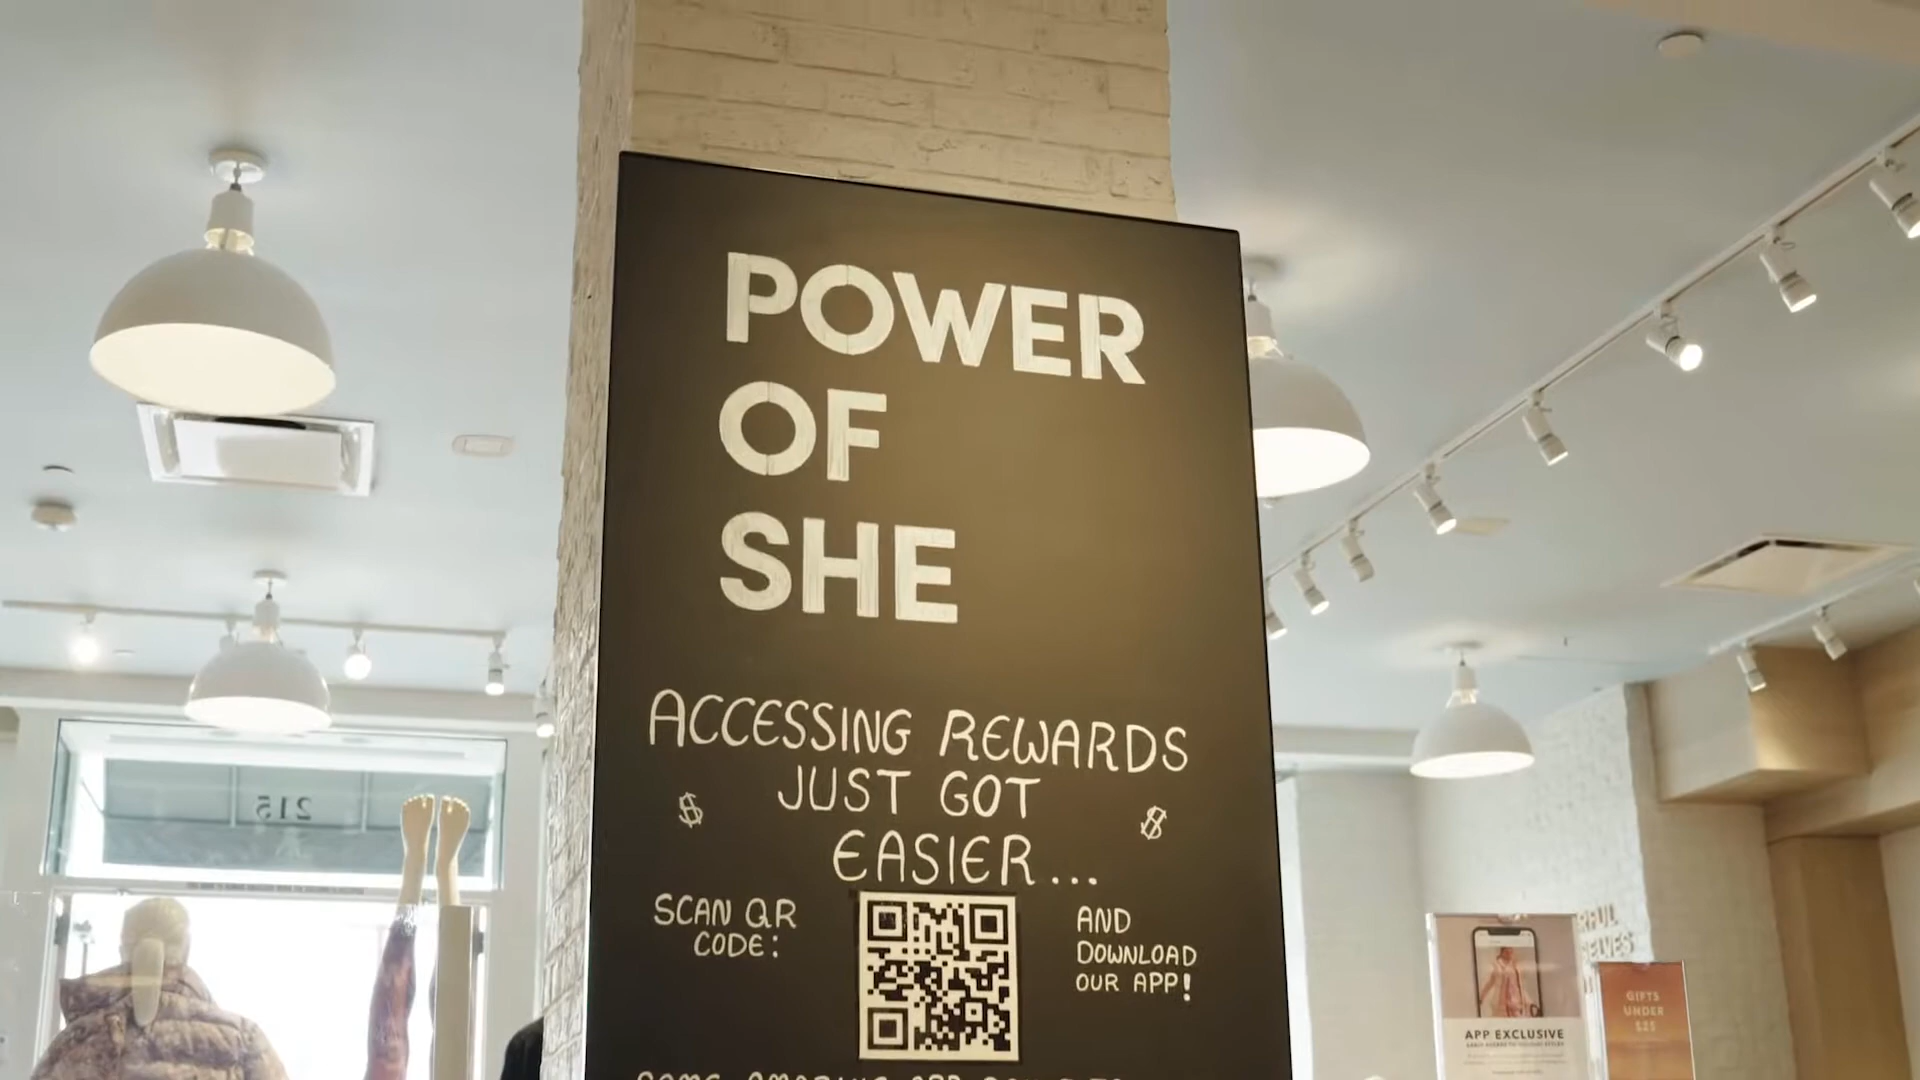 POWER
OF
SHE
ACCESSING REWARDS
JUST GOT
$ $
EASIER...
SCAN QR
CODE:
AND
DOWNLOAD
OUR APP!
215
APP EXCLUSIVE
GIFTS
UNDER
$25